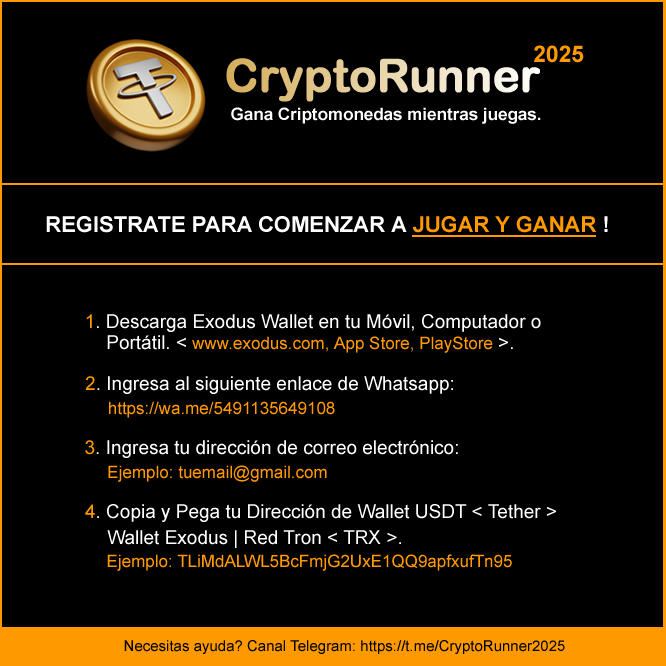 CryptoRunner 2025
Gana Criptomonedas mientras juegas.
REGISTRATE PARA COMENZAR A JUGAR Y GANAR !
1. Descarga Exodus Wallet en tu Móvil, Computador o
Portátil. < www.exodus.com, App Store, PlayStore >.
2. Ingresa al siguiente enlace de Whatsapp:
https://wa.me/5491135649108
3. Ingresa tu dirección de correo electrónico:
Ejemplo: tuemail@gmail.com
4. Copia y Pega tu Dirección de Wallet USDT < Tether >
Wallet Exodus | Red Tron < TRX >.
Ejemplo: TLiMdALWL5BcFmjG2UxE1QQ9apfxufTn95
Necesitas ayuda? Canal Telegram: https://t.me/CryptoRunner2025